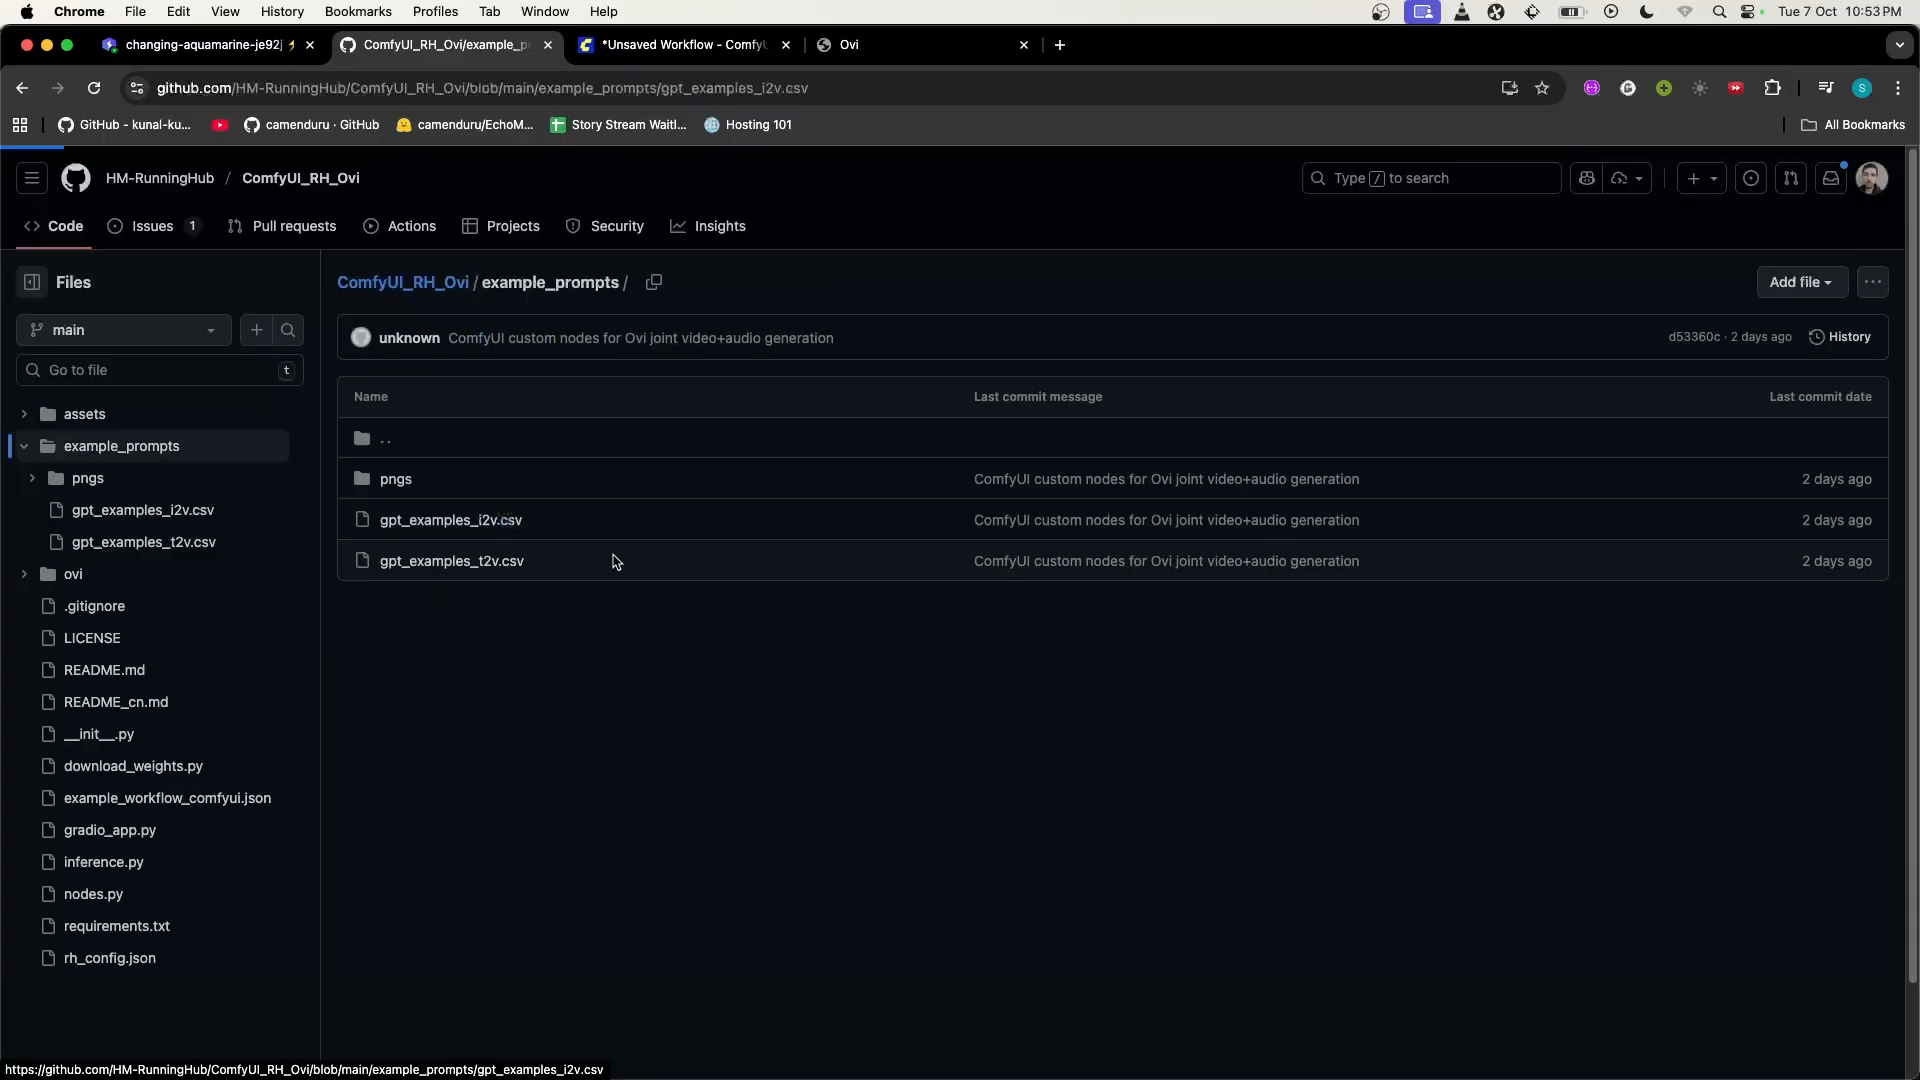 Chrome File Edit View History Bookmarks Profiles Tab Window Help Tue 7 Oct 10:53 PM
changing-aquamarine-je92j ComfyUI_RH_Ovi/example_p *Unsaved Workflow - ComfyU Ovi
github.com/HM-RunningHub/ComfyUI_RH_Ovi/blob/main/example_prompts/gpt_examples_i2v.csv S
GitHub - kunal-ku... camenduru · GitHub camenduru/EchoM... Story Stream Waitl... Hosting 101 All Bookmarks
HM-RunningHub / ComfyUI_RH_Ovi Type / to search
Code Issues 1 Pull requests Actions Projects Security Insights
Files
main
Go to file t
assets
example_prompts
pngs
gpt_examples_i2v.csv
gpt_examples_t2v.csv
ovi
.gitignore
LICENSE
README.md
README_cn.md
__init__.py
download_weights.py
example_workflow_comfyui.json
gradio_app.py
inference.py
nodes.py
requirements.txt
rh_config.json
ComfyUI_RH_Ovi / example_prompts / Add file
unknown ComfyUI custom nodes for Ovi joint video+audio generation d53360c · 2 days ago History
Name Last commit message Last commit date
..
pngs ComfyUI custom nodes for Ovi joint video+audio generation 2 days ago
gpt_examples_i2v.csv ComfyUI custom nodes for Ovi joint video+audio generation 2 days ago
gpt_examples_t2v.csv ComfyUI custom nodes for Ovi joint video+audio generation 2 days ago
https://github.com/HM-RunningHub/ComfyUI_RH_Ovi/blob/main/example_prompts/gpt_examples_i2v.csv